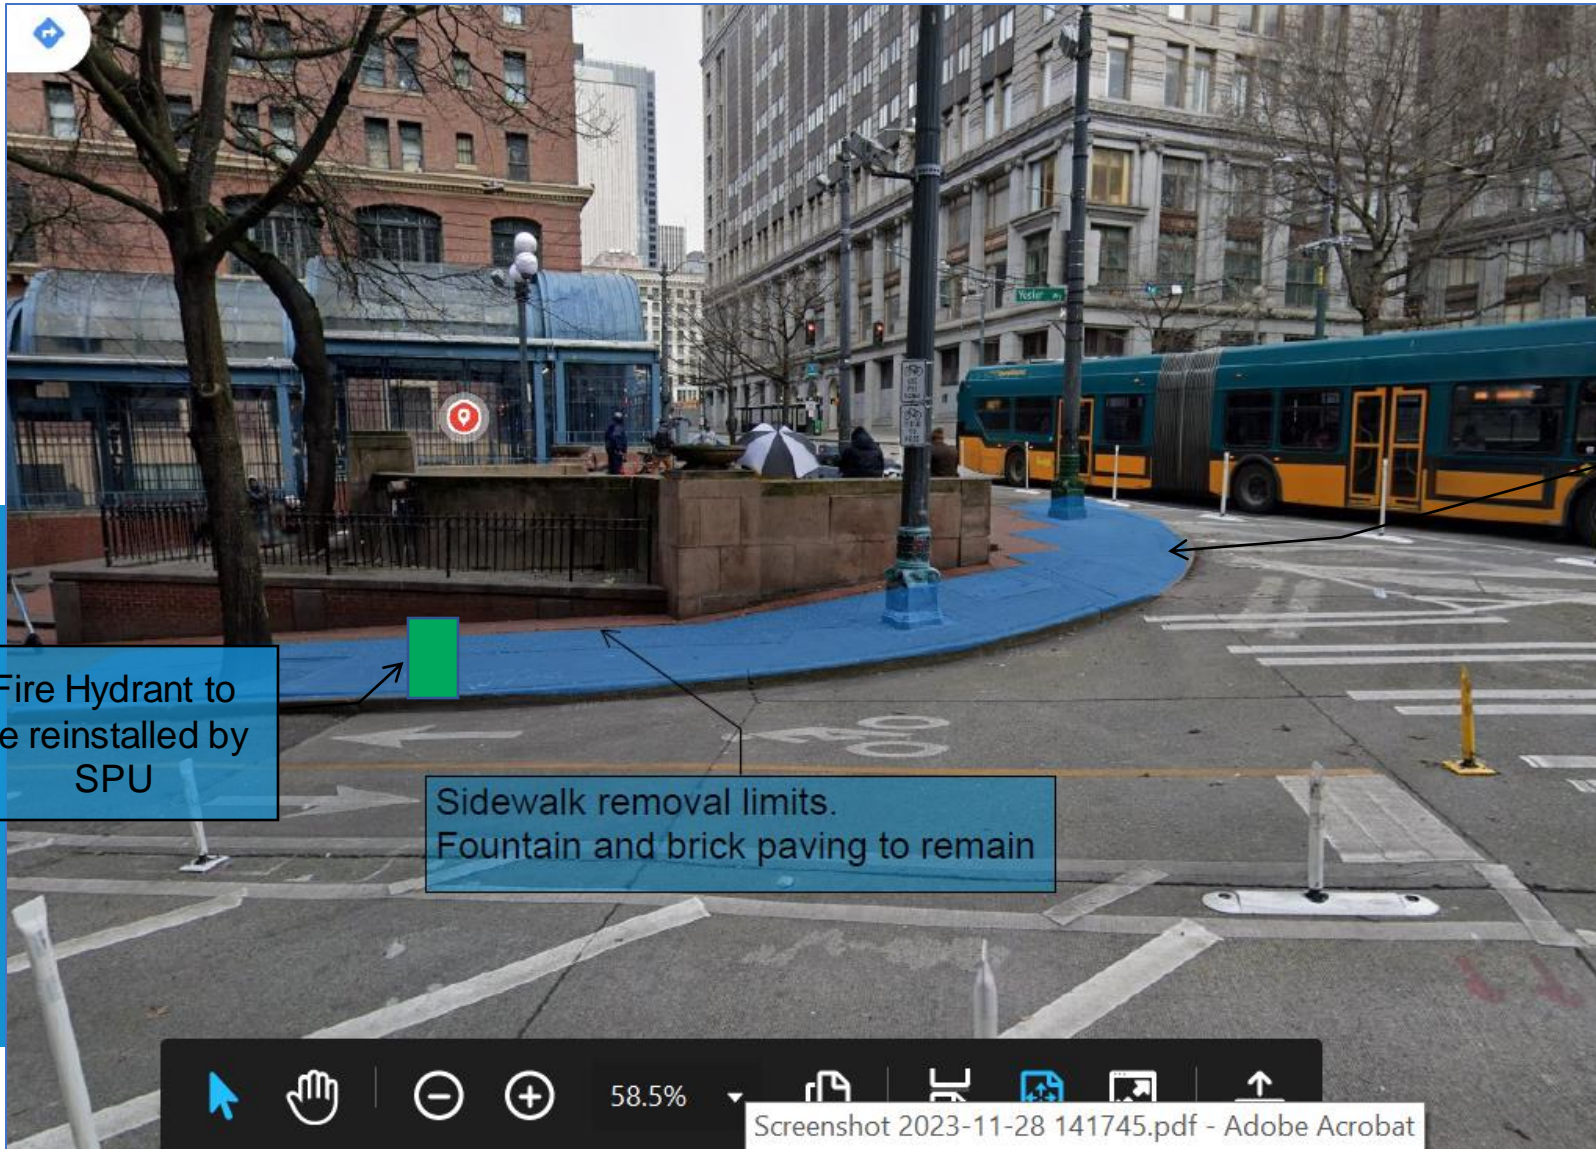 Yesler
Fire Hydrant to
e reinstalled by
SPU
Sidewalk removal limits.
Fountain and brick paving to remain
58.5%
Screenshot 2023-11-28 141745.pdf - Adobe Acrobat